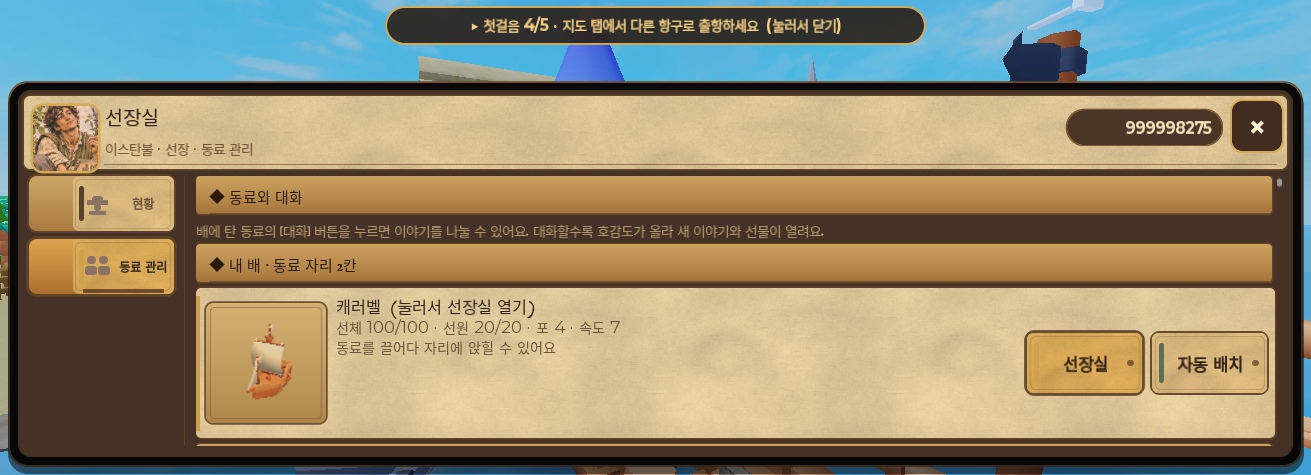 ▸ 첫걸음 4/5 · 지도 탭에서 다른 항구로 출항하세요 (눌러서 닫기)
선장실
이스탄불 · 선장 · 동료 관리
999998275
×
현황
동료 관리
◆ 동료와 대화
배에 탄 동료의 [대화] 버튼을 누르면 이야기를 나눌 수 있어요. 대화할수록 호감도가 올라 새 이야기와 선물이 열려요.
◆ 내 배 · 동료 자리 2칸
캐러벨 (눌러서 선장실 열기)
선체 100/100 · 선원 20/20 · 포 4 · 속도 7
동료를 끌어다 자리에 앉힐 수 있어요
선장실
자동 배치